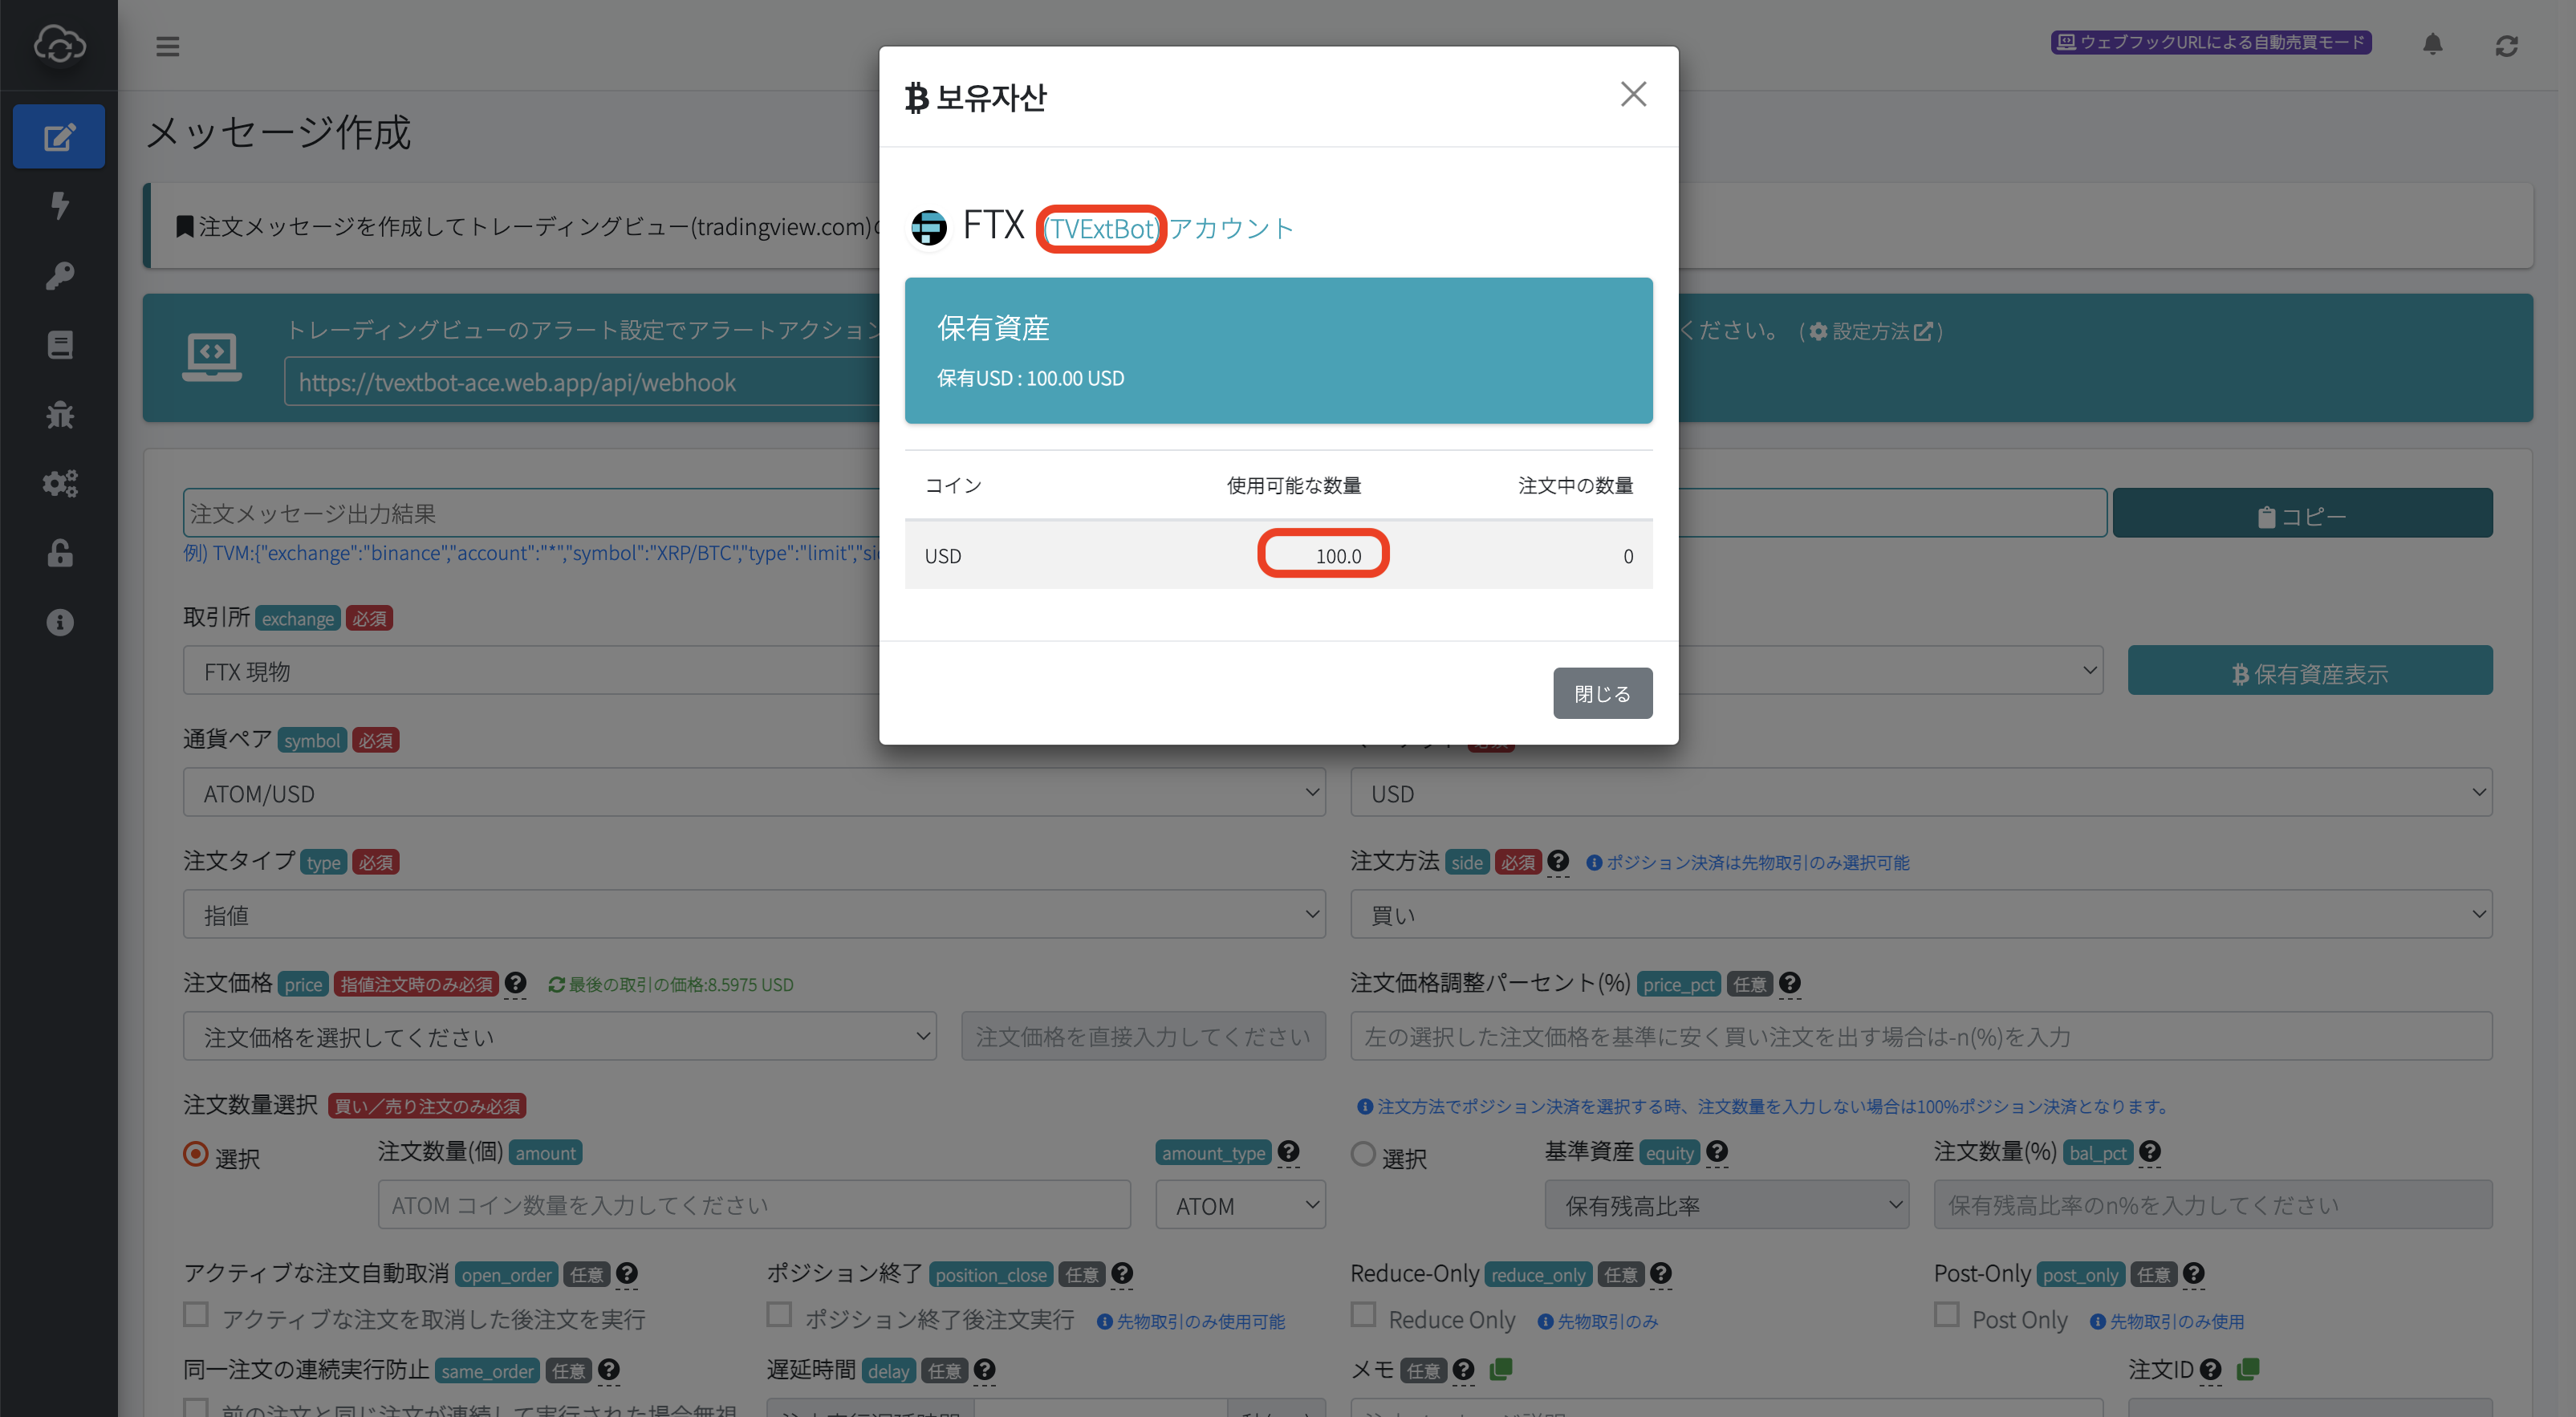 ウェブフックURLによる自動売買モード
보유자산
メッセージ作成
注文メッセージを作成してトレーディングビュー(tradingview.com)
FTX (TVExtBot) アカウント
保有資産
保有USD : 100.00 USD
トレーディングビューのアラート設定でアラートアクション
ください。 ( 設定方法 )
https://tvextbot-ace.web.app/api/webhook
コイン 使用可能な数量 注文中の数量
USD 100.0 0
注文メッセージ出力結果
コピー
例) TVM:{"exchange":"binance","account":"*","symbol":"XRP/BTC","type":"limit",
取引所 exchange 必須
FTX 現物
保有資産表示
閉じる
通貨ペア symbol 必須
ATOM/USD
USD
注文タイプ type 必須
注文方法 side 必須 ポジション決済は先物取引のみ選択可能
指値
買い
注文価格 price 指値注文時のみ必須 最後の取引の価格:8.5975 USD
注文価格調整パーセント(%) price_pct 任意
注文価格を選択してください
注文価格を直接入力してください
左の選択した注文価格を基準に安く買い注文を出す場合は-n(%)を入力
注文数量選択 買い／売り注文のみ必須
注文方法でポジション決済を選択する時、注文数量を入力しない場合は100%ポジション決済となります。
選択
注文数量(個) amount
amount_type
選択
基準資産 equity
注文数量(%) bal_pct
ATOM コイン数量を入力してください
ATOM
保有残高比率
保有残高比率のn%を入力してください
アクティブな注文自動取消 open_order 任意
ポジション終了 position_close 任意
Reduce-Only reduce_only 任意
Post-Only post_only 任意
アクティブな注文を取消した後注文を実行
ポジション終了後注文実行 先物取引のみ使用可能
Reduce Only 先物取引のみ
Post Only 先物取引のみ使用
同一注文の連続実行防止 same_order 任意
遅延時間 delay 任意
メモ 任意
注文ID
前の注文と同じ注文が連続して実行された場合無視